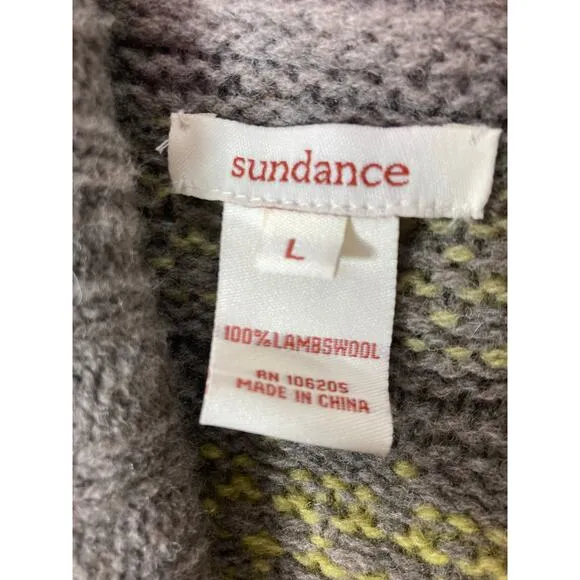 sundance
L
100% LAMBSWOOL
RN 106205
MADE IN CHINA